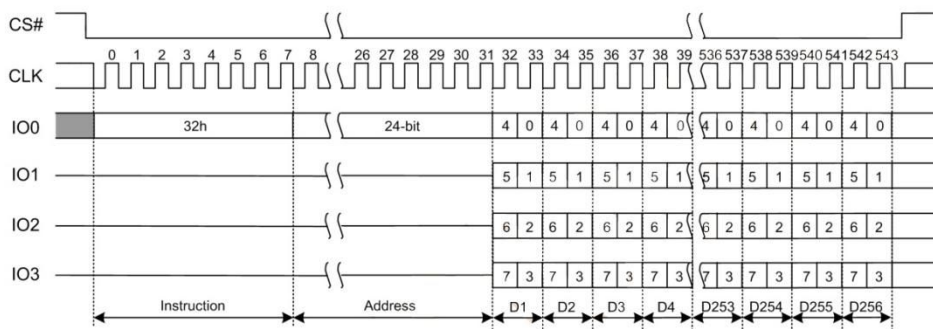 CS#
0 1 2 3 4 5 6 7 8 26 27 28 29 30 31 32 33 34 35 36 37 38 39 536 537 538 539 540 541 542 543
CLK
IO0 32h 24-bit 4 0 4 0 4 0 4 0 4 0 4 0 4 0 4 0
IO1 5 1 5 1 5 1 5 1 5 1 5 1 5 1 5 1
IO2 6 2 6 2 6 2 6 2 6 2 6 2 6 2 6 2
IO3 7 3 7 3 7 3 7 3 7 3 7 3 7 3 7 3
Instruction Address D1 D2 D3 D4 D253 D254 D255 D256